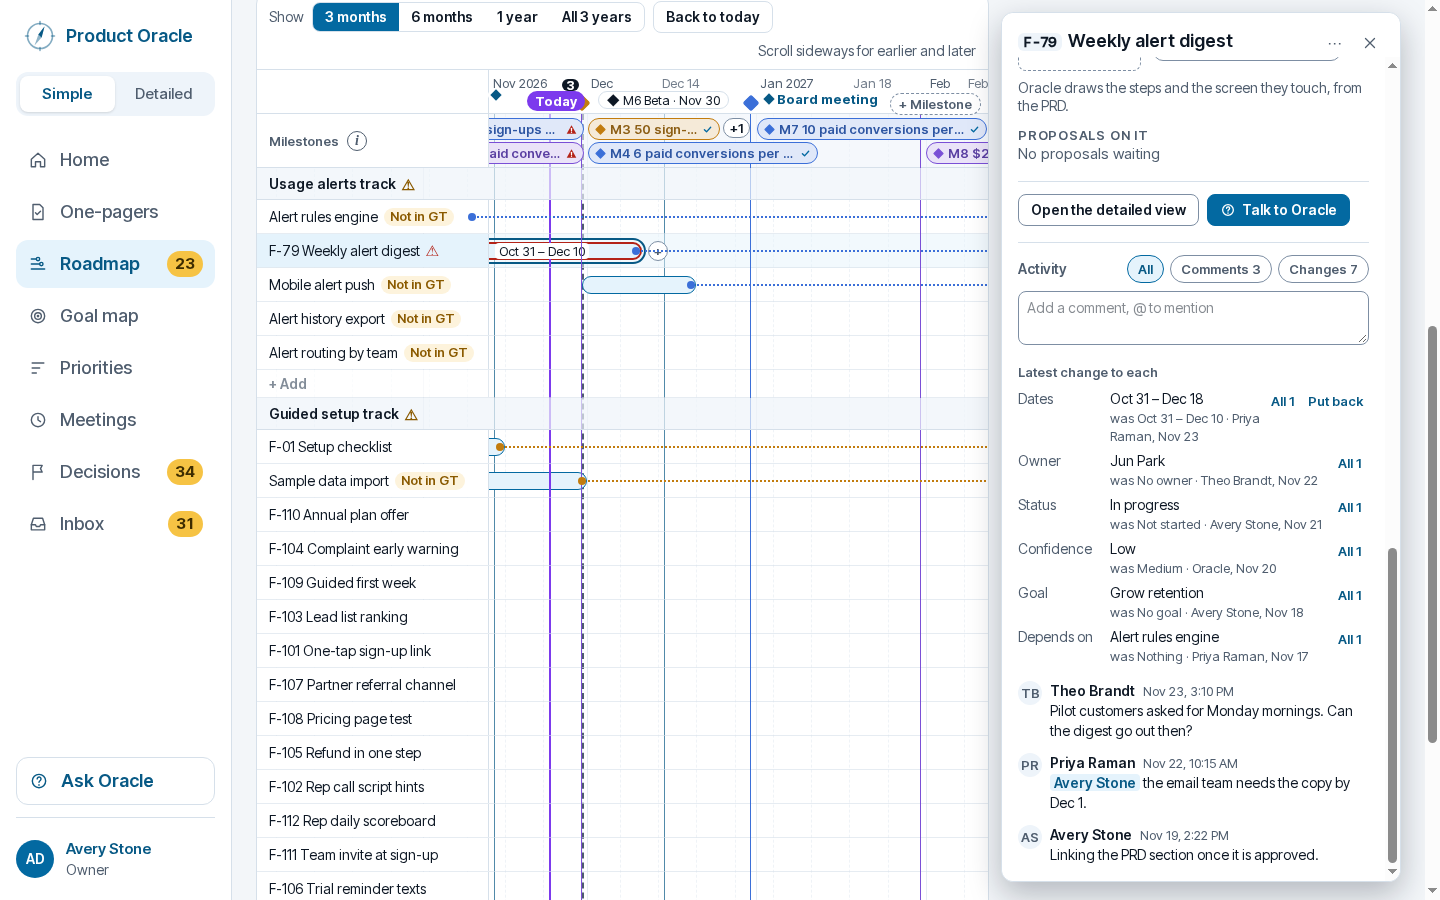 Product Oracle
Simple
Detailed
Home
One-pagers
Roadmap 23
Goal map
Priorities
Meetings
Decisions 34
Inbox 31
Ask Oracle
AD
Avery Stone
Owner
Show
3 months
6 months
1 year
All 3 years
Back to today
Scroll sideways for earlier and later
Nov 2026
3
Dec
Dec 14
Jan 2027
Jan 18
Feb
Feb
Today
M6 Beta · Nov 30
Board meeting
+ Milestone
Milestones
i
sign-ups ...
M3 50 sign-...
+1
M7 10 paid conversions per...
aid conve...
M4 6 paid conversions per ...
M8 $2
Usage alerts track
Alert rules engine Not in GT
F-79 Weekly alert digest
Oct 31 – Dec 10
+
Mobile alert push Not in GT
Alert history export Not in GT
Alert routing by team Not in GT
+ Add
Guided setup track
F-01 Setup checklist
Sample data import Not in GT
F-110 Annual plan offer
F-104 Complaint early warning
F-109 Guided first week
F-103 Lead list ranking
F-101 One-tap sign-up link
F-107 Partner referral channel
F-108 Pricing page test
F-105 Refund in one step
F-102 Rep call script hints
F-112 Rep daily scoreboard
F-111 Team invite at sign-up
F-106 Trial reminder texts
F-79 Weekly alert digest
Oracle draws the steps and the screen they touch, from
the PRD.
PROPOSALS ON IT
No proposals waiting
Open the detailed view
Talk to Oracle
Activity
All
Comments 3
Changes 7
Add a comment, @ to mention
Latest change to each
Dates
Oct 31 – Dec 18
All 1
Put back
was Oct 31 – Dec 10 · Priya
Raman, Nov 23
Owner
Jun Park
All 1
was No owner · Theo Brandt, Nov 22
Status
In progress
All 1
was Not started · Avery Stone, Nov 21
Confidence
Low
All 1
was Medium · Oracle, Nov 20
Goal
Grow retention
All 1
was No goal · Avery Stone, Nov 18
Depends on
Alert rules engine
All 1
was Nothing · Priya Raman, Nov 17
TB
Theo Brandt Nov 23, 3:10 PM
Pilot customers asked for Monday mornings. Can
the digest go out then?
PR
Priya Raman Nov 22, 10:15 AM
Avery Stone the email team needs the copy by
Dec 1.
AS
Avery Stone Nov 19, 2:22 PM
Linking the PRD section once it is approved.